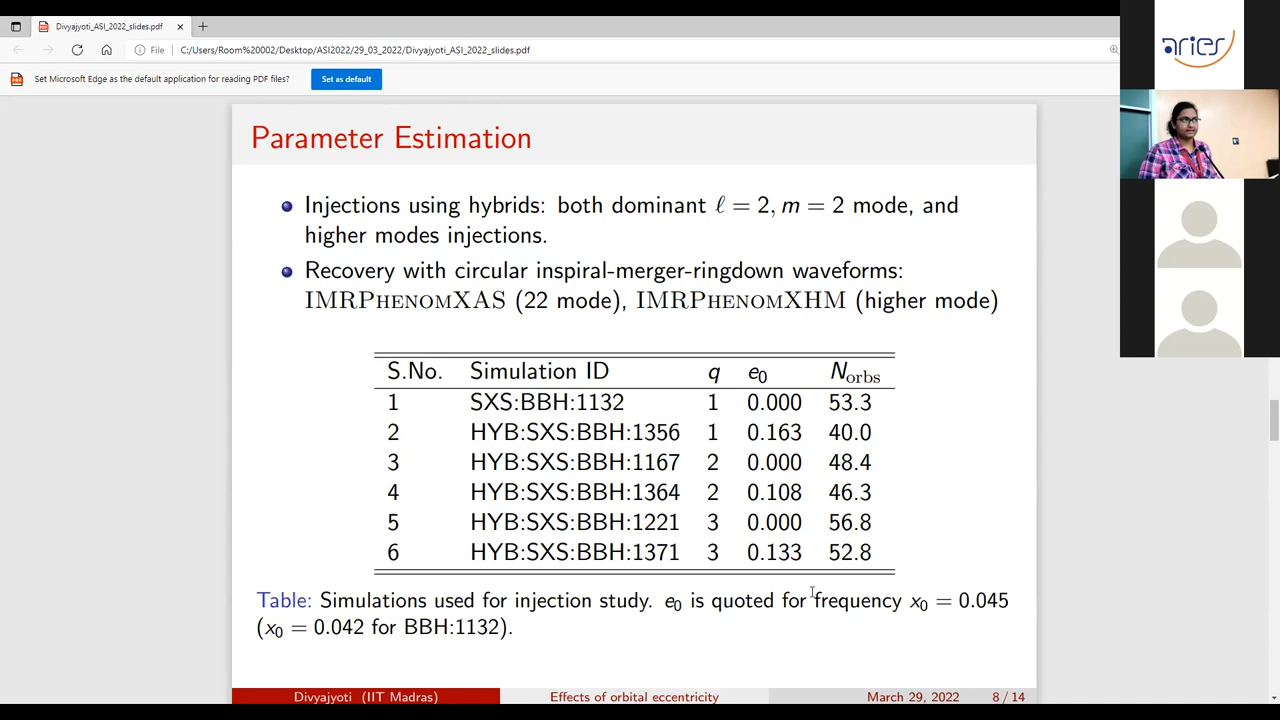 Divyajyoti_ASI_2022_slides.pdf
File
C:/Users/Room%20002/Desktop/ASI2022/29_03_2022/Divyajyoti_ASI_2022_slides.pdf
Set Microsoft Edge as the default application for reading PDF files?
Set as default
aries
Parameter Estimation
Injections using hybrids: both dominant ℓ = 2, m = 2 mode, and
higher modes injections.
Recovery with circular inspiral-merger-ringdown waveforms:
IMRPhenomXAS (22 mode), IMRPhenomXHM (higher mode)
S.No. Simulation ID q e₀ N_orbs
1 SXS:BBH:1132 1 0.000 53.3
2 HYB:SXS:BBH:1356 1 0.163 40.0
3 HYB:SXS:BBH:1167 2 0.000 48.4
4 HYB:SXS:BBH:1364 2 0.108 46.3
5 HYB:SXS:BBH:1221 3 0.000 56.8
6 HYB:SXS:BBH:1371 3 0.133 52.8
Table: Simulations used for injection study. e₀ is quoted for frequency x₀ = 0.045
(x₀ = 0.042 for BBH:1132).
Divyajyoti (IIT Madras) Effects of orbital eccentricity March 29, 2022 8 / 14